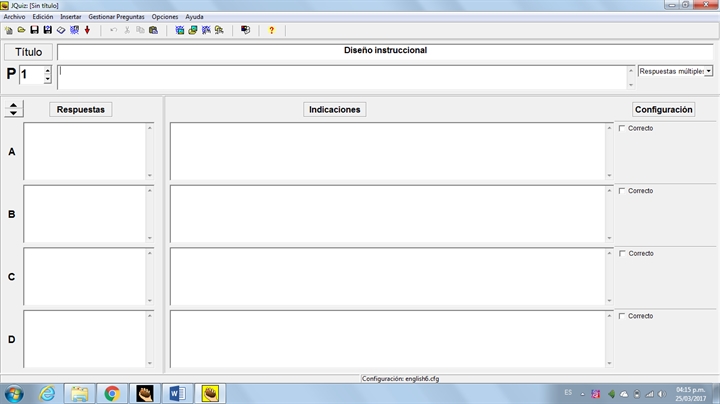 JQuiz: [Sin título]
Archivo Edición Insertar Gestionar Preguntas Opciones Ayuda
Título
Diseño instruccional
P 1
Respuestas múltiples
Respuestas
Indicaciones
Configuración
A
Correcto
B
Correcto
C
Correcto
D
Correcto
Configuración: english6.cfg
ES
04:15 p.m.
25/03/2017